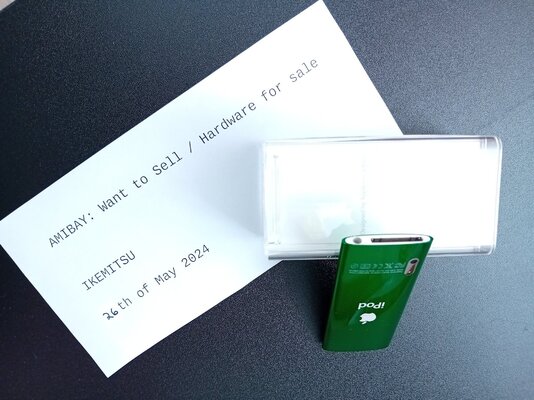 AMIBAY: Want to Sell / Hardware for sale
IKEMITSU
26th of May 2024
iPod